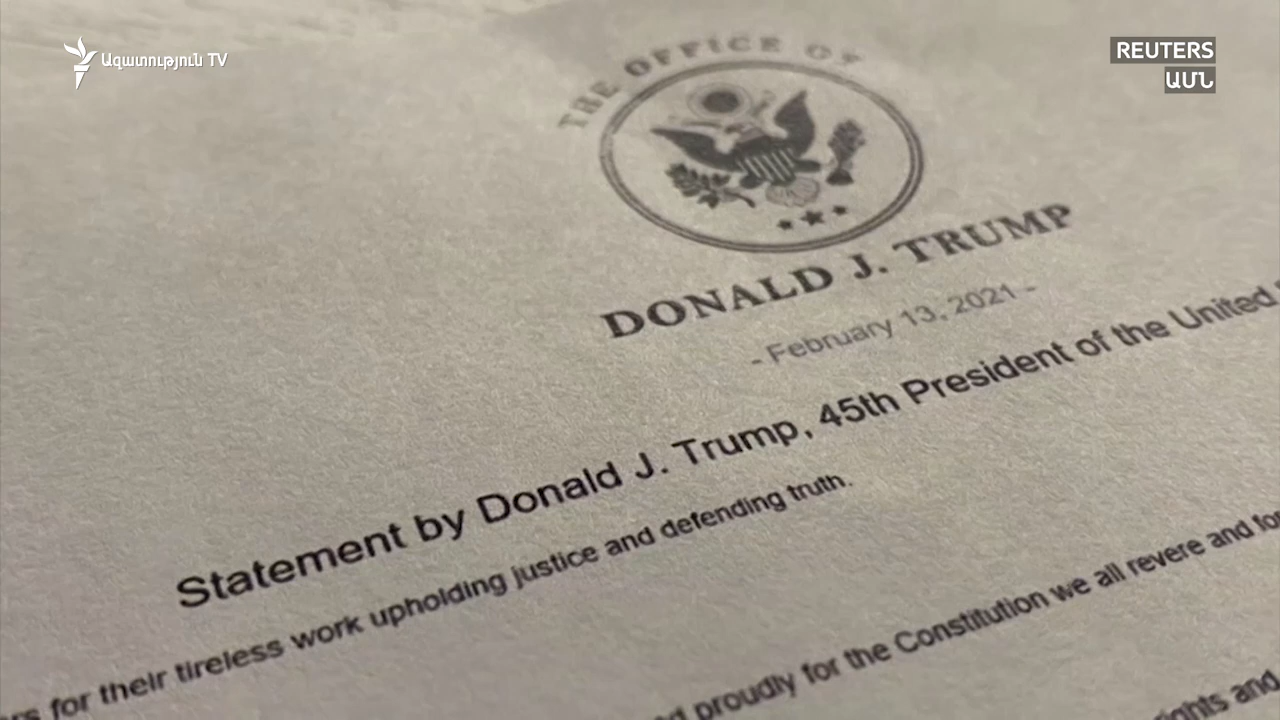 Ազատություն TV
REUTERS
ԱՄՆ
THE OFFICE OF
DONALD J. TRUMP
- February 13, 2021 -
Statement by Donald J. Trump, 45th President of the United
for their tireless work upholding justice and defending truth.
proudly for the Constitution we all revere and
and